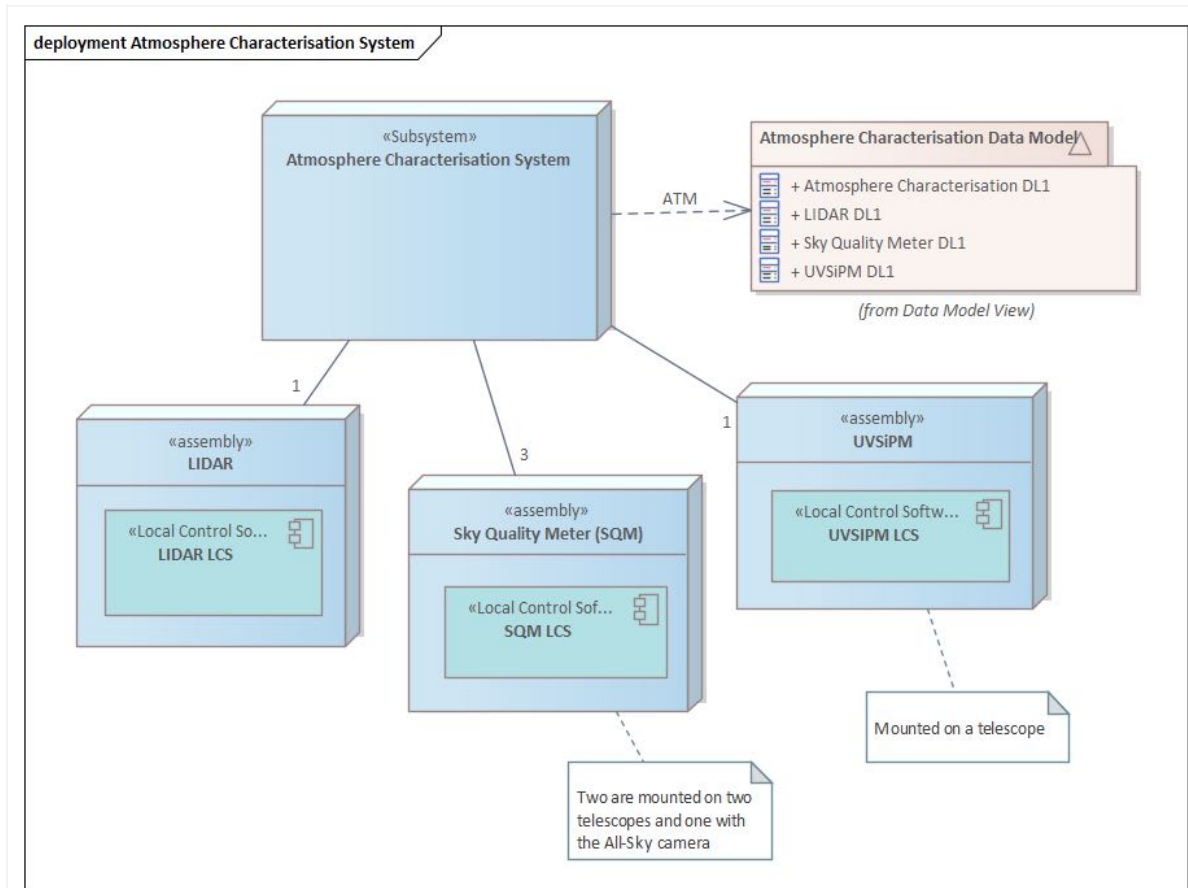 deployment Atmosphere Characterisation System
«Subsystem»
Atmosphere Characterisation System
ATM
Atmosphere Characterisation Data Model
+ Atmosphere Characterisation DL1
+ LIDAR DL1
+ Sky Quality Meter DL1
+ UVSiPM DL1
(from Data Model View)
1
3
1
«assembly»
LIDAR
«Local Control So...
LIDAR LCS
«assembly»
Sky Quality Meter (SQM)
«Local Control Sof...
SQM LCS
«assembly»
UVSiPM
«Local Control Softw...
UVSIPM LCS
Mounted on a telescope
Two are mounted on two
telescopes and one with
the All-Sky camera